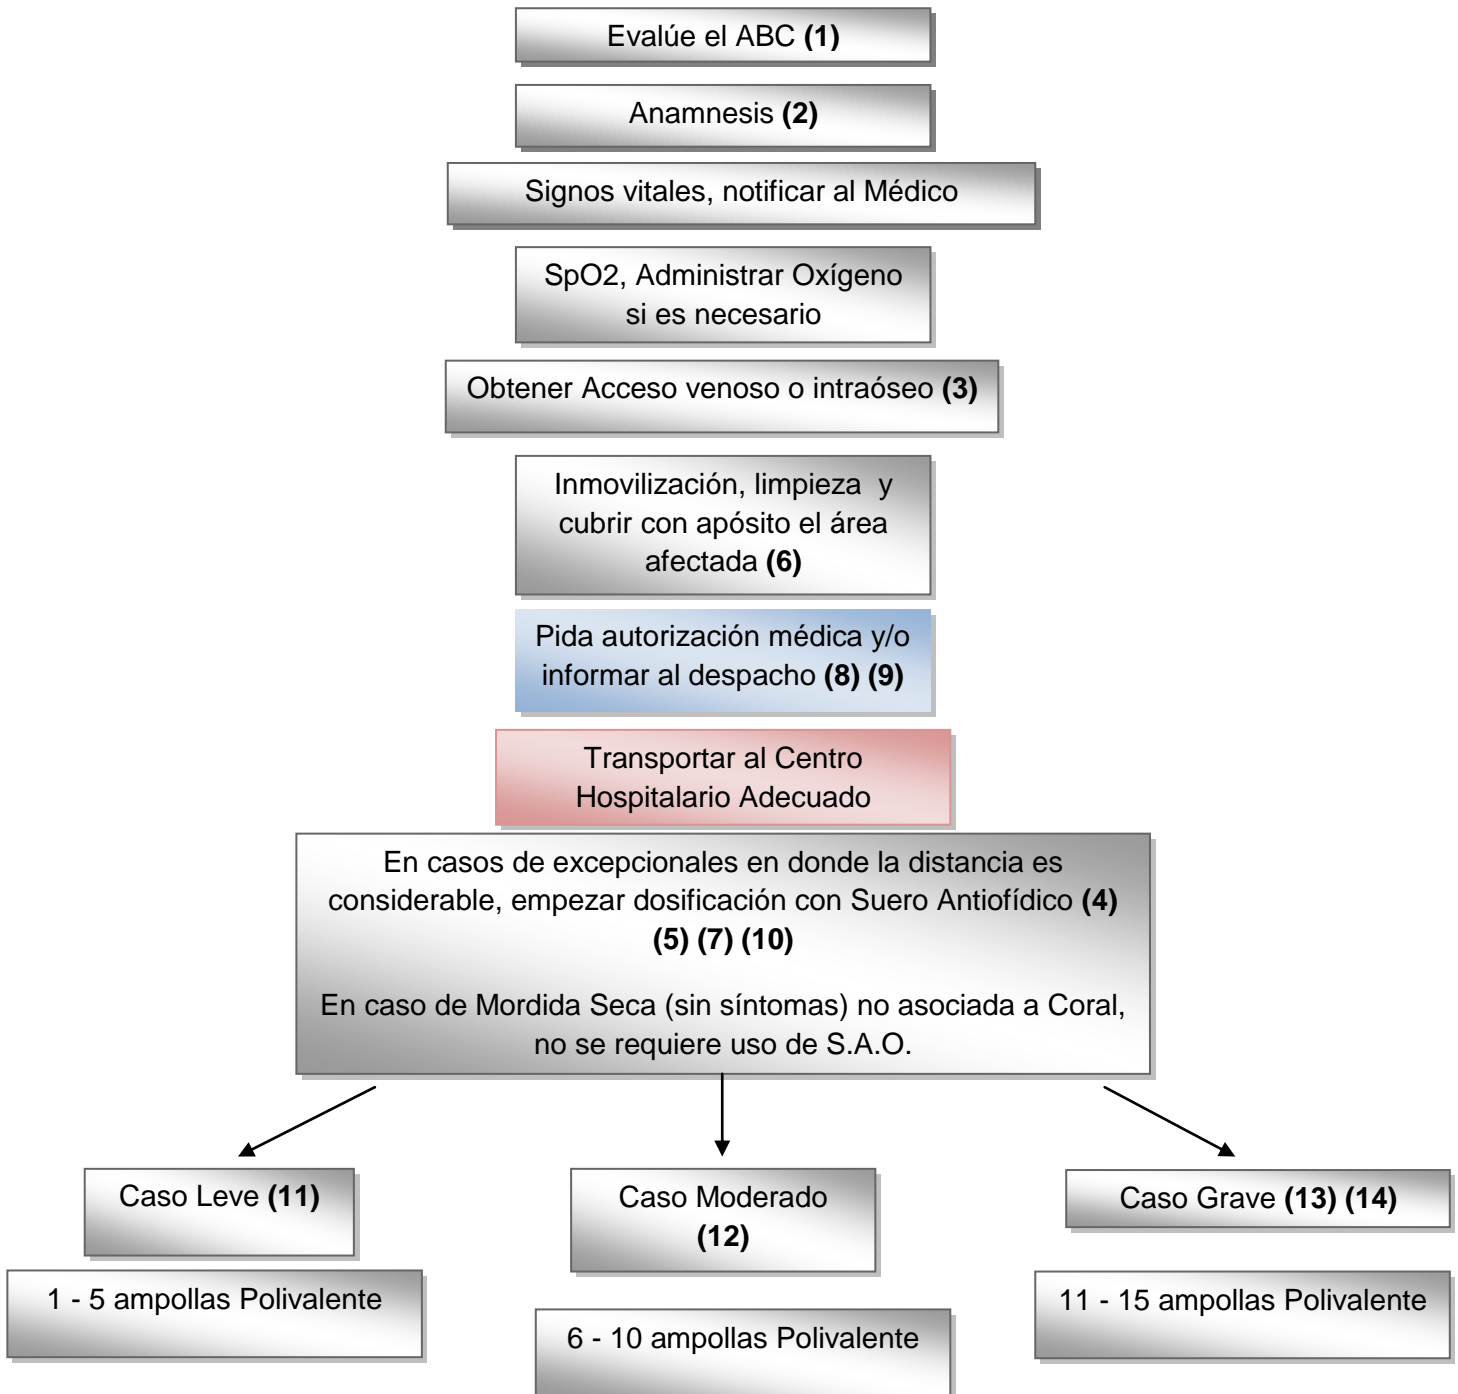 Evalúe el ABC (1)
Anamnesis (2)
Signos vitales, notificar al Médico
SpO2, Administrar Oxígeno
si es necesario
Obtener Acceso venoso o intraóseo (3)
Inmovilización, limpieza y
cubrir con apósito el área
afectada (6)
Pida autorización médica y/o
informar al despacho (8) (9)
Transportar al Centro
Hospitalario Adecuado
En casos de excepcionales en donde la distancia es
considerable, empezar dosificación con Suero Antiofídico (4)
(5) (7) (10)
En caso de Mordida Seca (sin síntomas) no asociada a Coral,
no se requiere uso de S.A.O.
Caso Leve (11)
1 - 5 ampollas Polivalente
Caso Moderado
(12)
6 - 10 ampollas Polivalente
Caso Grave (13) (14)
11 - 15 ampollas Polivalente